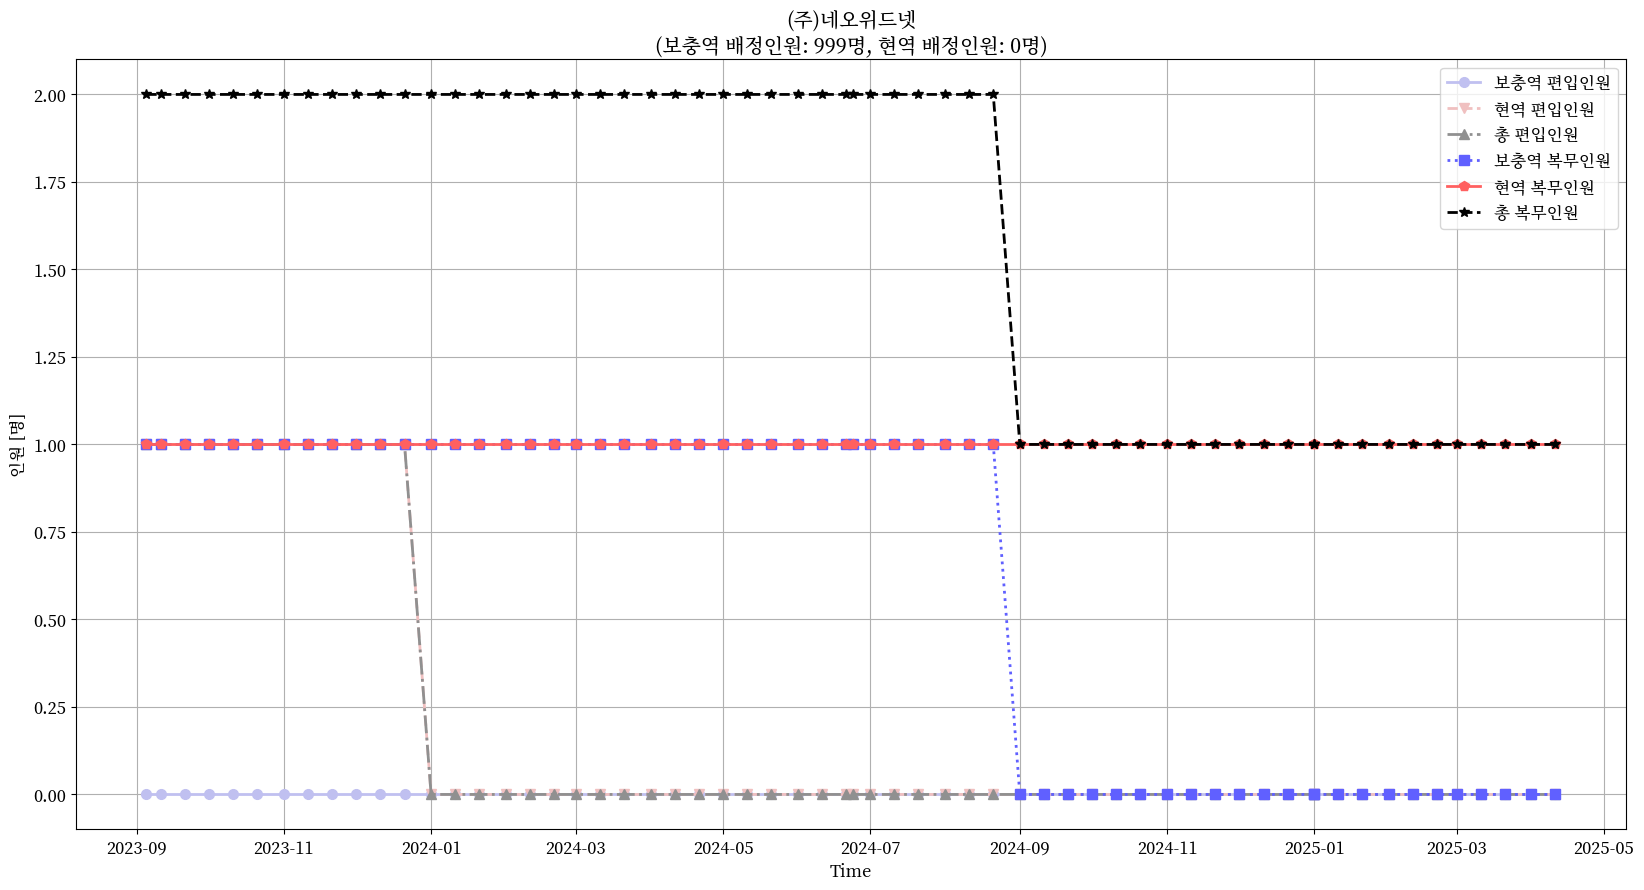 (주)네오위드넷
(보충역 배정인원: 999명, 현역 배정인원: 0명)
보충역 편입인원
현역 편입인원
총 편입인원
보충역 복무인원
현역 복무인원
총 복무인원
인원 [명]
2.00
1.75
1.50
1.25
1.00
0.75
0.50
0.25
0.00
2023-09 2023-11 2024-01 2024-03 2024-05 2024-07 2024-09 2024-11 2025-01 2025-03 2025-05
Time